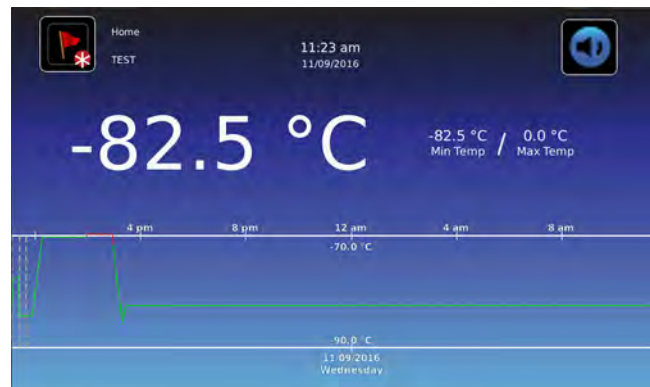 Home
TEST
11:23 am
11/09/2016
-82.5 °C
-82.5 °C / 0.0 °C
Min Temp Max Temp
4 pm 8 pm 12 am 4 am 8 am
-70.0 °C
-90.0 °C
11/09/2016
Wednesday